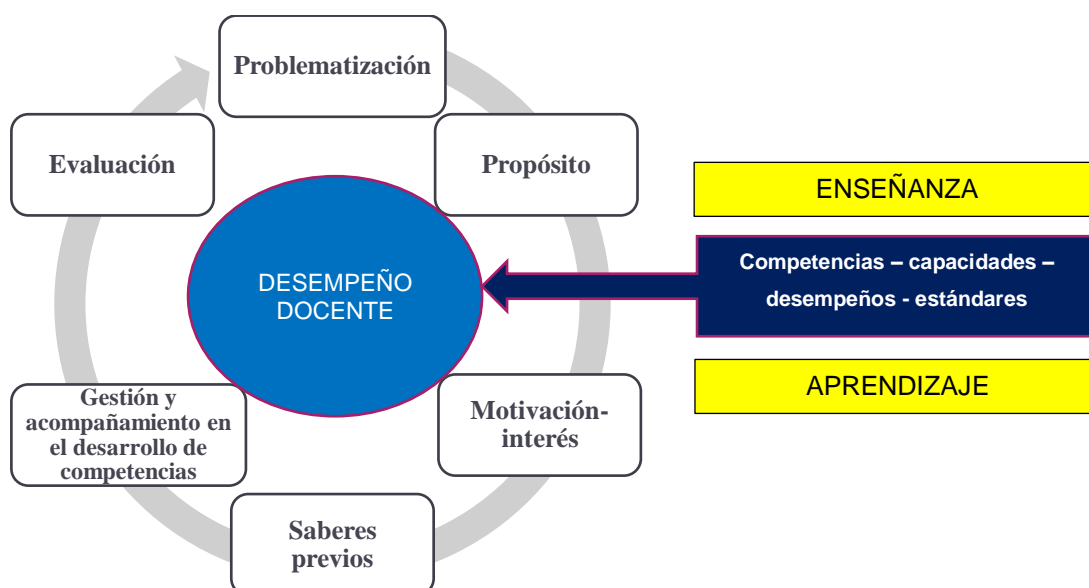 Problematización
Propósito
Motivación-
interés
Saberes
previos
Gestión y
acompañamiento en
el desarrollo de
competencias
Evaluación
DESEMPEÑO
DOCENTE
ENSEÑANZA
Competencias – capacidades –
desempeños - estándares
APRENDIZAJE